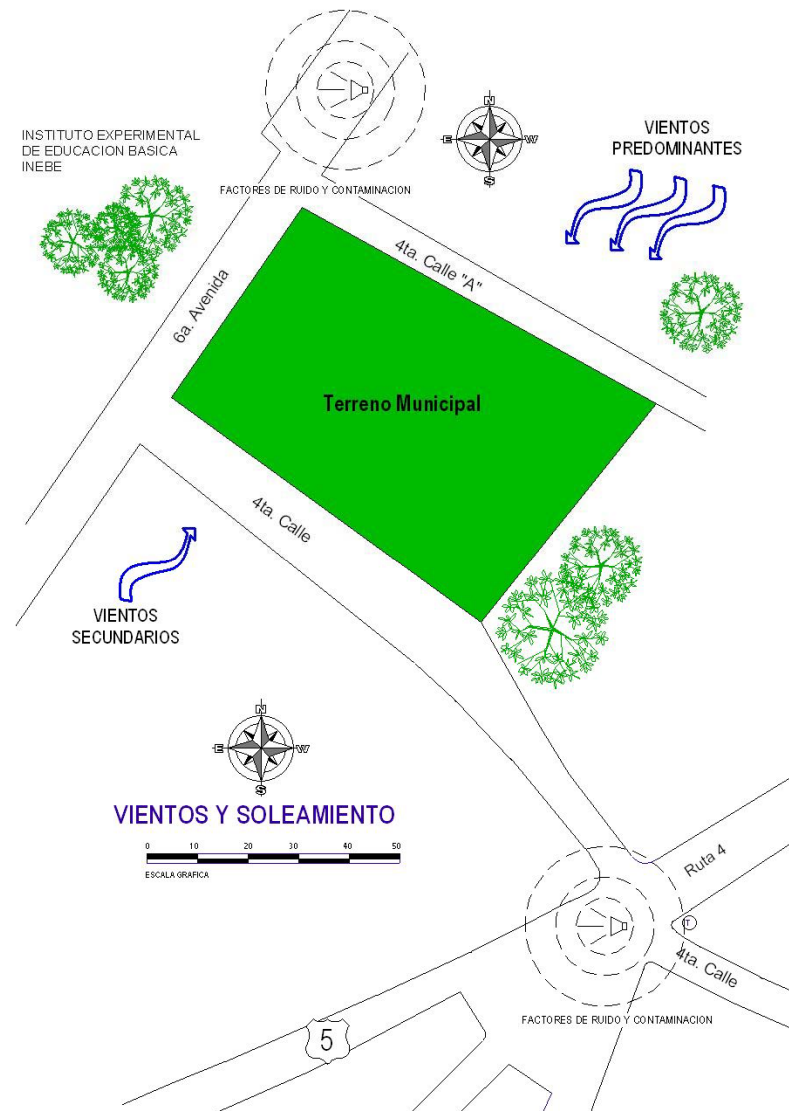 INSTITUTO EXPERIMENTAL
DE EDUCACION BASICA
INEBE
N
E
W
S
VIENTOS
PREDOMINANTES
FACTORES DE RUIDO Y CONTAMINACION
4ta. Calle "A"
6a. Avenida
Terreno Municipal
4ta. Calle
VIENTOS
SECUNDARIOS
N
E
W
S
VIENTOS Y SOLEAMIENTO
0 10 20 30 40 50
ESCALA GRAFICA
Ruta 4
T
4ta. Calle
FACTORES DE RUIDO Y CONTAMINACION
5